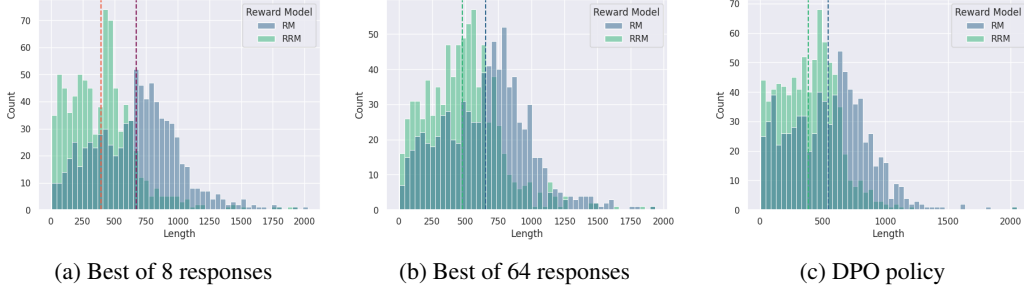 Reward Model
RM
RRM
70
60
50
40
30
20
10
0
Count
0 250 500 750 1000 1250 1500 1750 2000
Length
(a) Best of 8 responses
Reward Model
RM
RRM
50
40
30
20
10
0
Count
0 250 500 750 1000 1250 1500 1750 2000
Length
(b) Best of 64 responses
Reward Model
RM
RRM
70
60
50
40
30
20
10
0
Count
0 500 1000 1500 2000
Length
(c) DPO policy